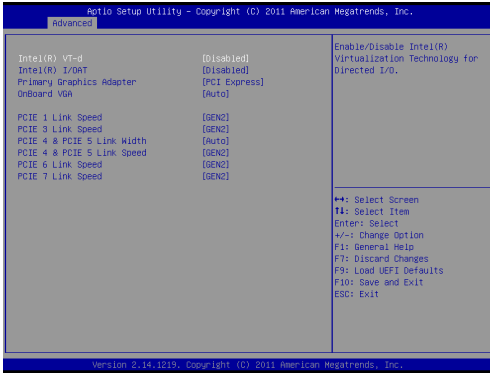 Aptio Setup Utility – Copyright (C) 2011 American Megatrends, Inc.
Advanced
Intel(R) VT-d [Disabled]
Intel(R) I/OAT [Disabled]
Primary Graphics Adapter [PCI Express]
OnBoard VGA [Auto]
PCIE 1 Link Speed [GEN2]
PCIE 3 Link Speed [GEN2]
PCIE 4 & PCIE 5 Link Width [Auto]
PCIE 4 & PCIE 5 Link Speed [GEN2]
PCIE 6 Link Speed [GEN2]
PCIE 7 Link Speed [GEN2]
Enable/Disable Intel(R)
Virtualization Technology for
Directed I/O.
↔: Select Screen
↑↓: Select Item
Enter: Select
+/-: Change Option
F1: General Help
F7: Discard Changes
F9: Load UEFI Defaults
F10: Save and Exit
ESC: Exit
Version 2.14.1219. Copyright (C) 2011 American Megatrends, Inc.